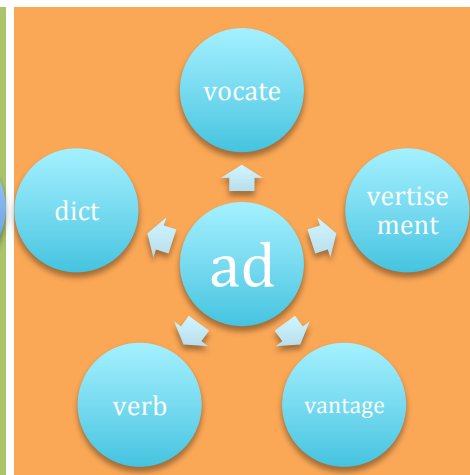 vocate
dict
vertise
ment
ad
verb
vantage